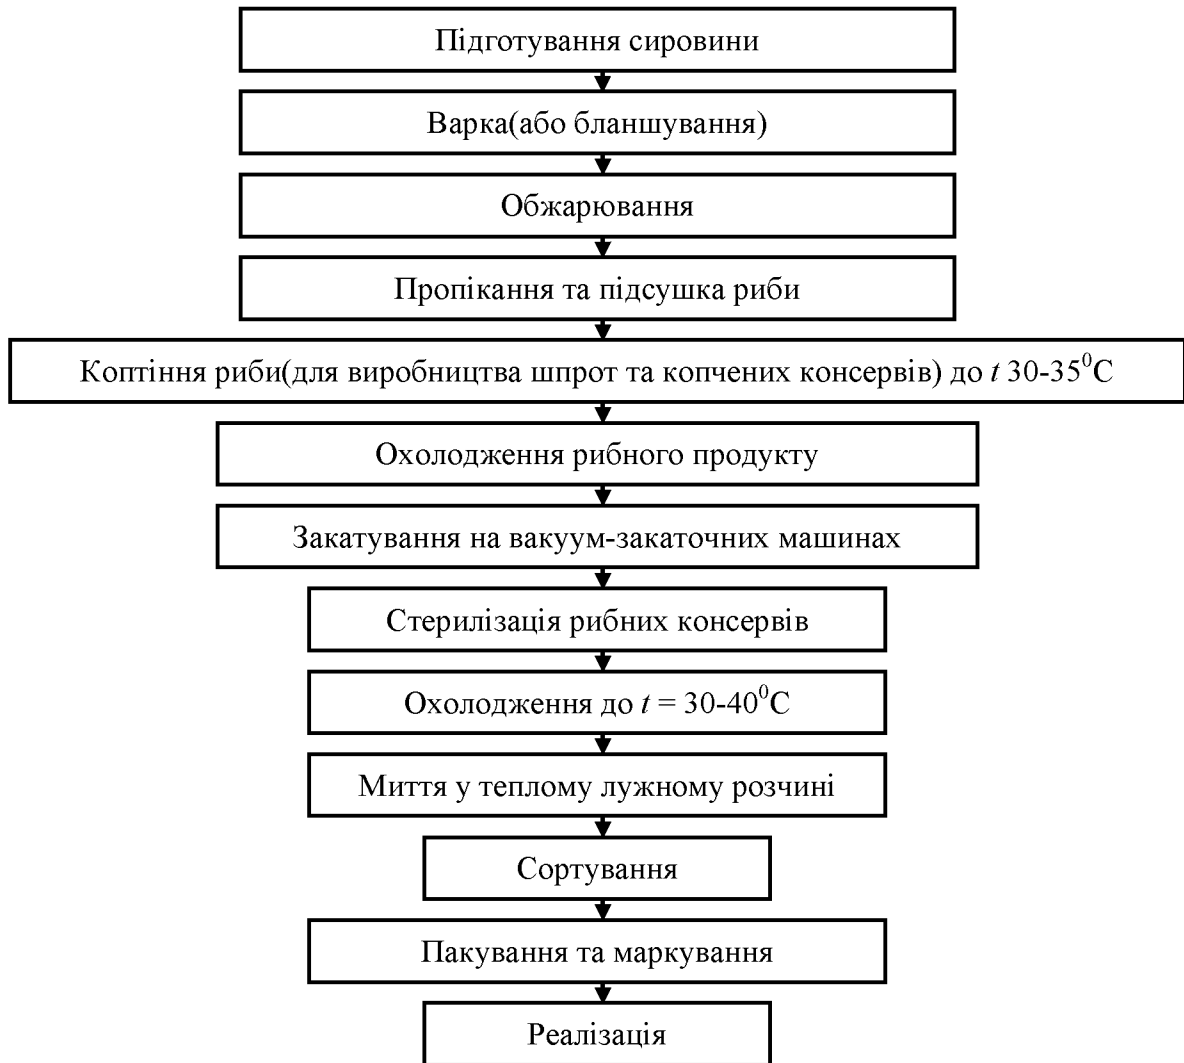 Підготування сировини
Варка(або бланшування)
Обжарювання
Пропікання та підсушка риби
Коптіння риби(для виробництва шпрот та копчених консервів) до t 30-35⁰С
Охолодження рибного продукту
Закатування на вакуум-закаточних машинах
Стерилізація рибних консервів
Охолодження до t = 30-40⁰С
Миття у теплому лужному розчині
Сортування
Пакування та маркування
Реалізація